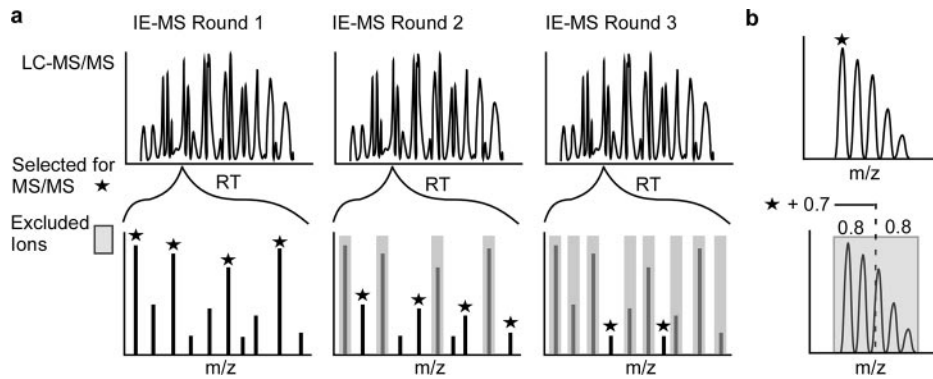 a
IE-MS Round 1
IE-MS Round 2
IE-MS Round 3
b
LC-MS/MS
Selected for
MS/MS ★
RT
RT
RT
Excluded
Ions
m/z
m/z
m/z
m/z
★ + 0.7
0.8
0.8
m/z